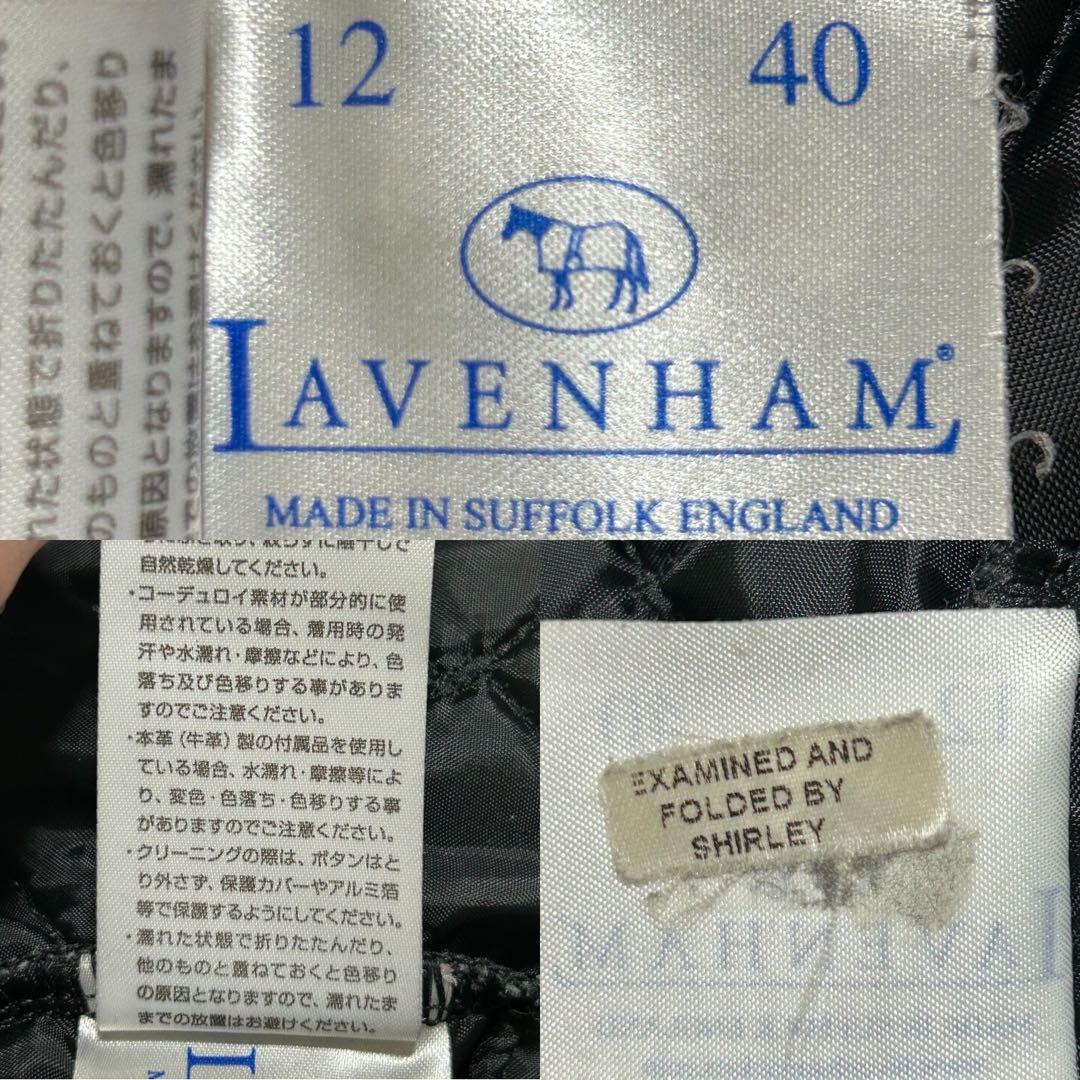 12 40
LAVENHAM®
MADE IN SUFFOLK ENGLAND
れた状態で折りたたんだり、
のものと重ねておくと色移り
原因となりますので、濡れたま
自然乾燥してください。
・コーデュロイ素材が部分的に使
用されている場合、着用時の発
汗や水濡れ・摩擦などにより、色
落ち及び色移りする事がありま
すのでご注意ください。
・本革(牛革)製の付属品を使用し
ている場合、水濡れ・摩擦等によ
り、変色・色落ち・色移りする事
がありますのでご注意ください。
・クリーニングの際は、ボタンはと
り外さず、保護カバーやアルミ箔
等で保護するようにしてください。
・濡れた状態で折りたたんだり、
他のものと重ねておくと色移り
の原因となりますので、濡れたま
までの放置はお避けください。
L
EXAMINED AND
FOLDED BY
SHIRLEY
LAVENHAM